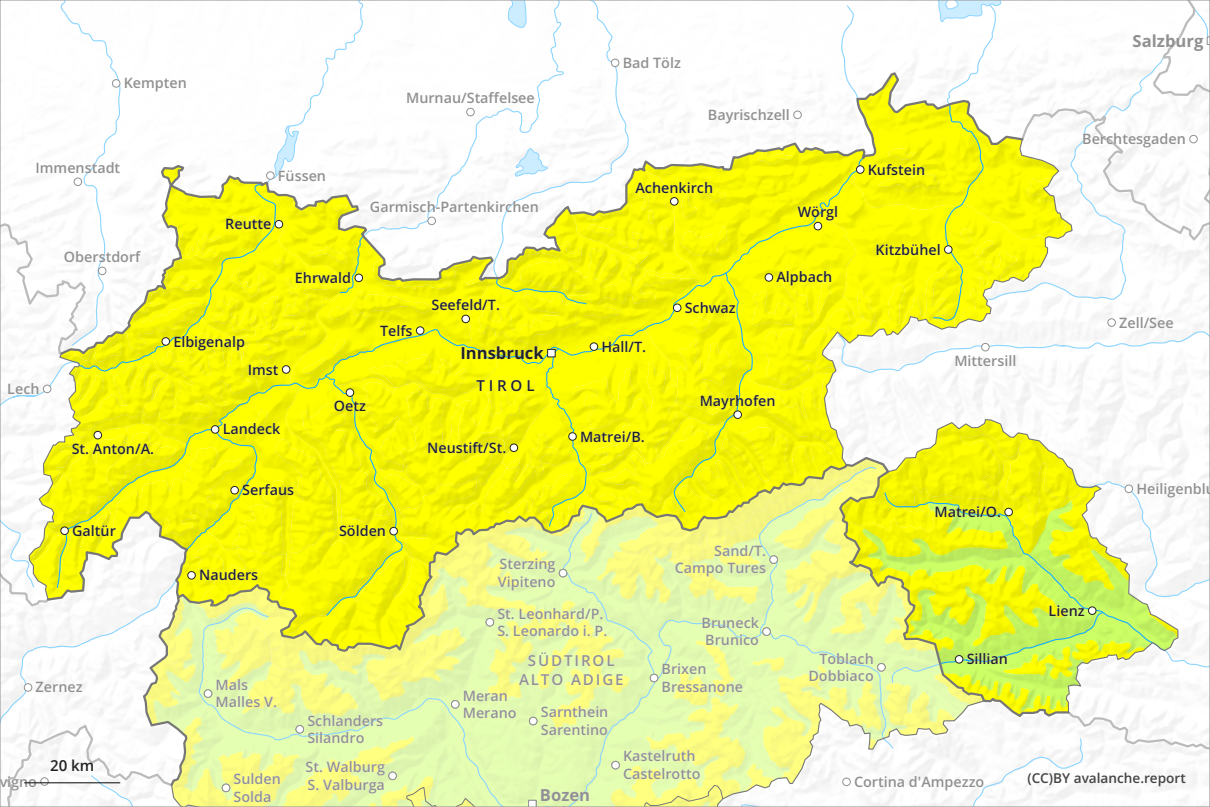 Salzburg
Bad Tölz
Kempten
Murnau/Staffelsee
Bayrischzell
Berchtesgaden
Immenstadt
Füssen
Kufstein
Achenkirch
Garmisch-Partenkirchen
Wörgl
Reutte
Kitzbühel
Oberstdorf
Ehrwald
Alpbach
Seefeld/T.
Schwaz
Zell/See
Telfs
Elbigenalp
Hall/T.
Innsbruck
Mittersill
Imst
TIROL
Lech
Oetz
Mayrhofen
Landeck
St. Anton/A.
Neustift/St.
Matrei/B.
Serfaus
Heiligenblu
Matrei/O.
Galtür
Sölden
Sand/T.
Campo Tures
Sterzing
Vipiteno
Nauders
Lienz
St. Leonhard/P.
S. Leonardo i. P.
Bruneck
Brunico
Sillian
SÜDTIROL
ALTO ADIGE
Toblach
Dobbiaco
Brixen
Bressanone
Zernez
Mals
Malles V.
Meran
Merano
Sarnthein
Sarentino
Schlanders
Silandro
Kastelruth
Castelrotto
20 km
St. Walburg
S. Valburga
vigno
Sulden
Solda
Cortina d'Ampezzo
(CC)BY avalanche.report
Bozen